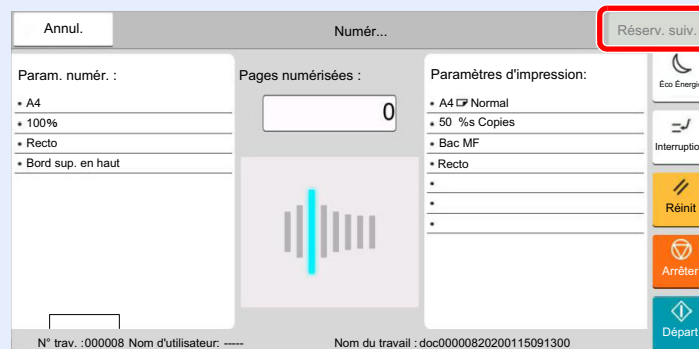 Annul.
Numér...
Réserv. suiv.
Param. numér. :
A4
100%
Recto
Bord sup. en haut
Pages numérisées :
0
Paramètres d'impression:
A4 Normal
50 %s Copies
Bac MF
Recto
Éco Énergi
Interruption
Réinit
Arrêter
Départ
N° trav. :000008 Nom d'utilisateur: -----
Nom du travail : doc00000820200115091300